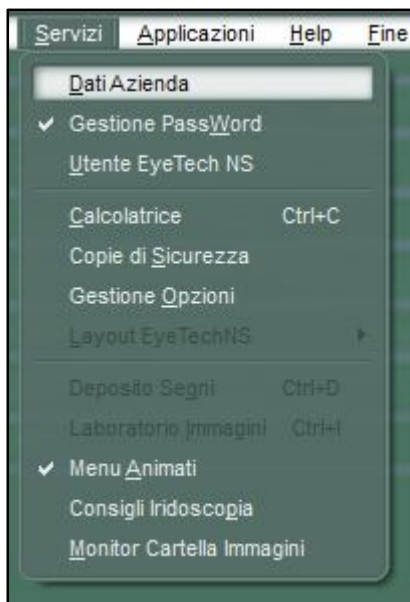 Servizi Applicazioni Help Fine
Dati Azienda
Gestione PassWord
Utente EyeTech NS
Calcolatrice Ctrl+C
Copie di Sicurezza
Gestione Opzioni
Layout EyeTechNS
Deposito Segni Ctrl+D
Laboratorio Immagini Ctrl+I
Menu Animati
Consigli Iridoscopia
Monitor Cartella Immagini